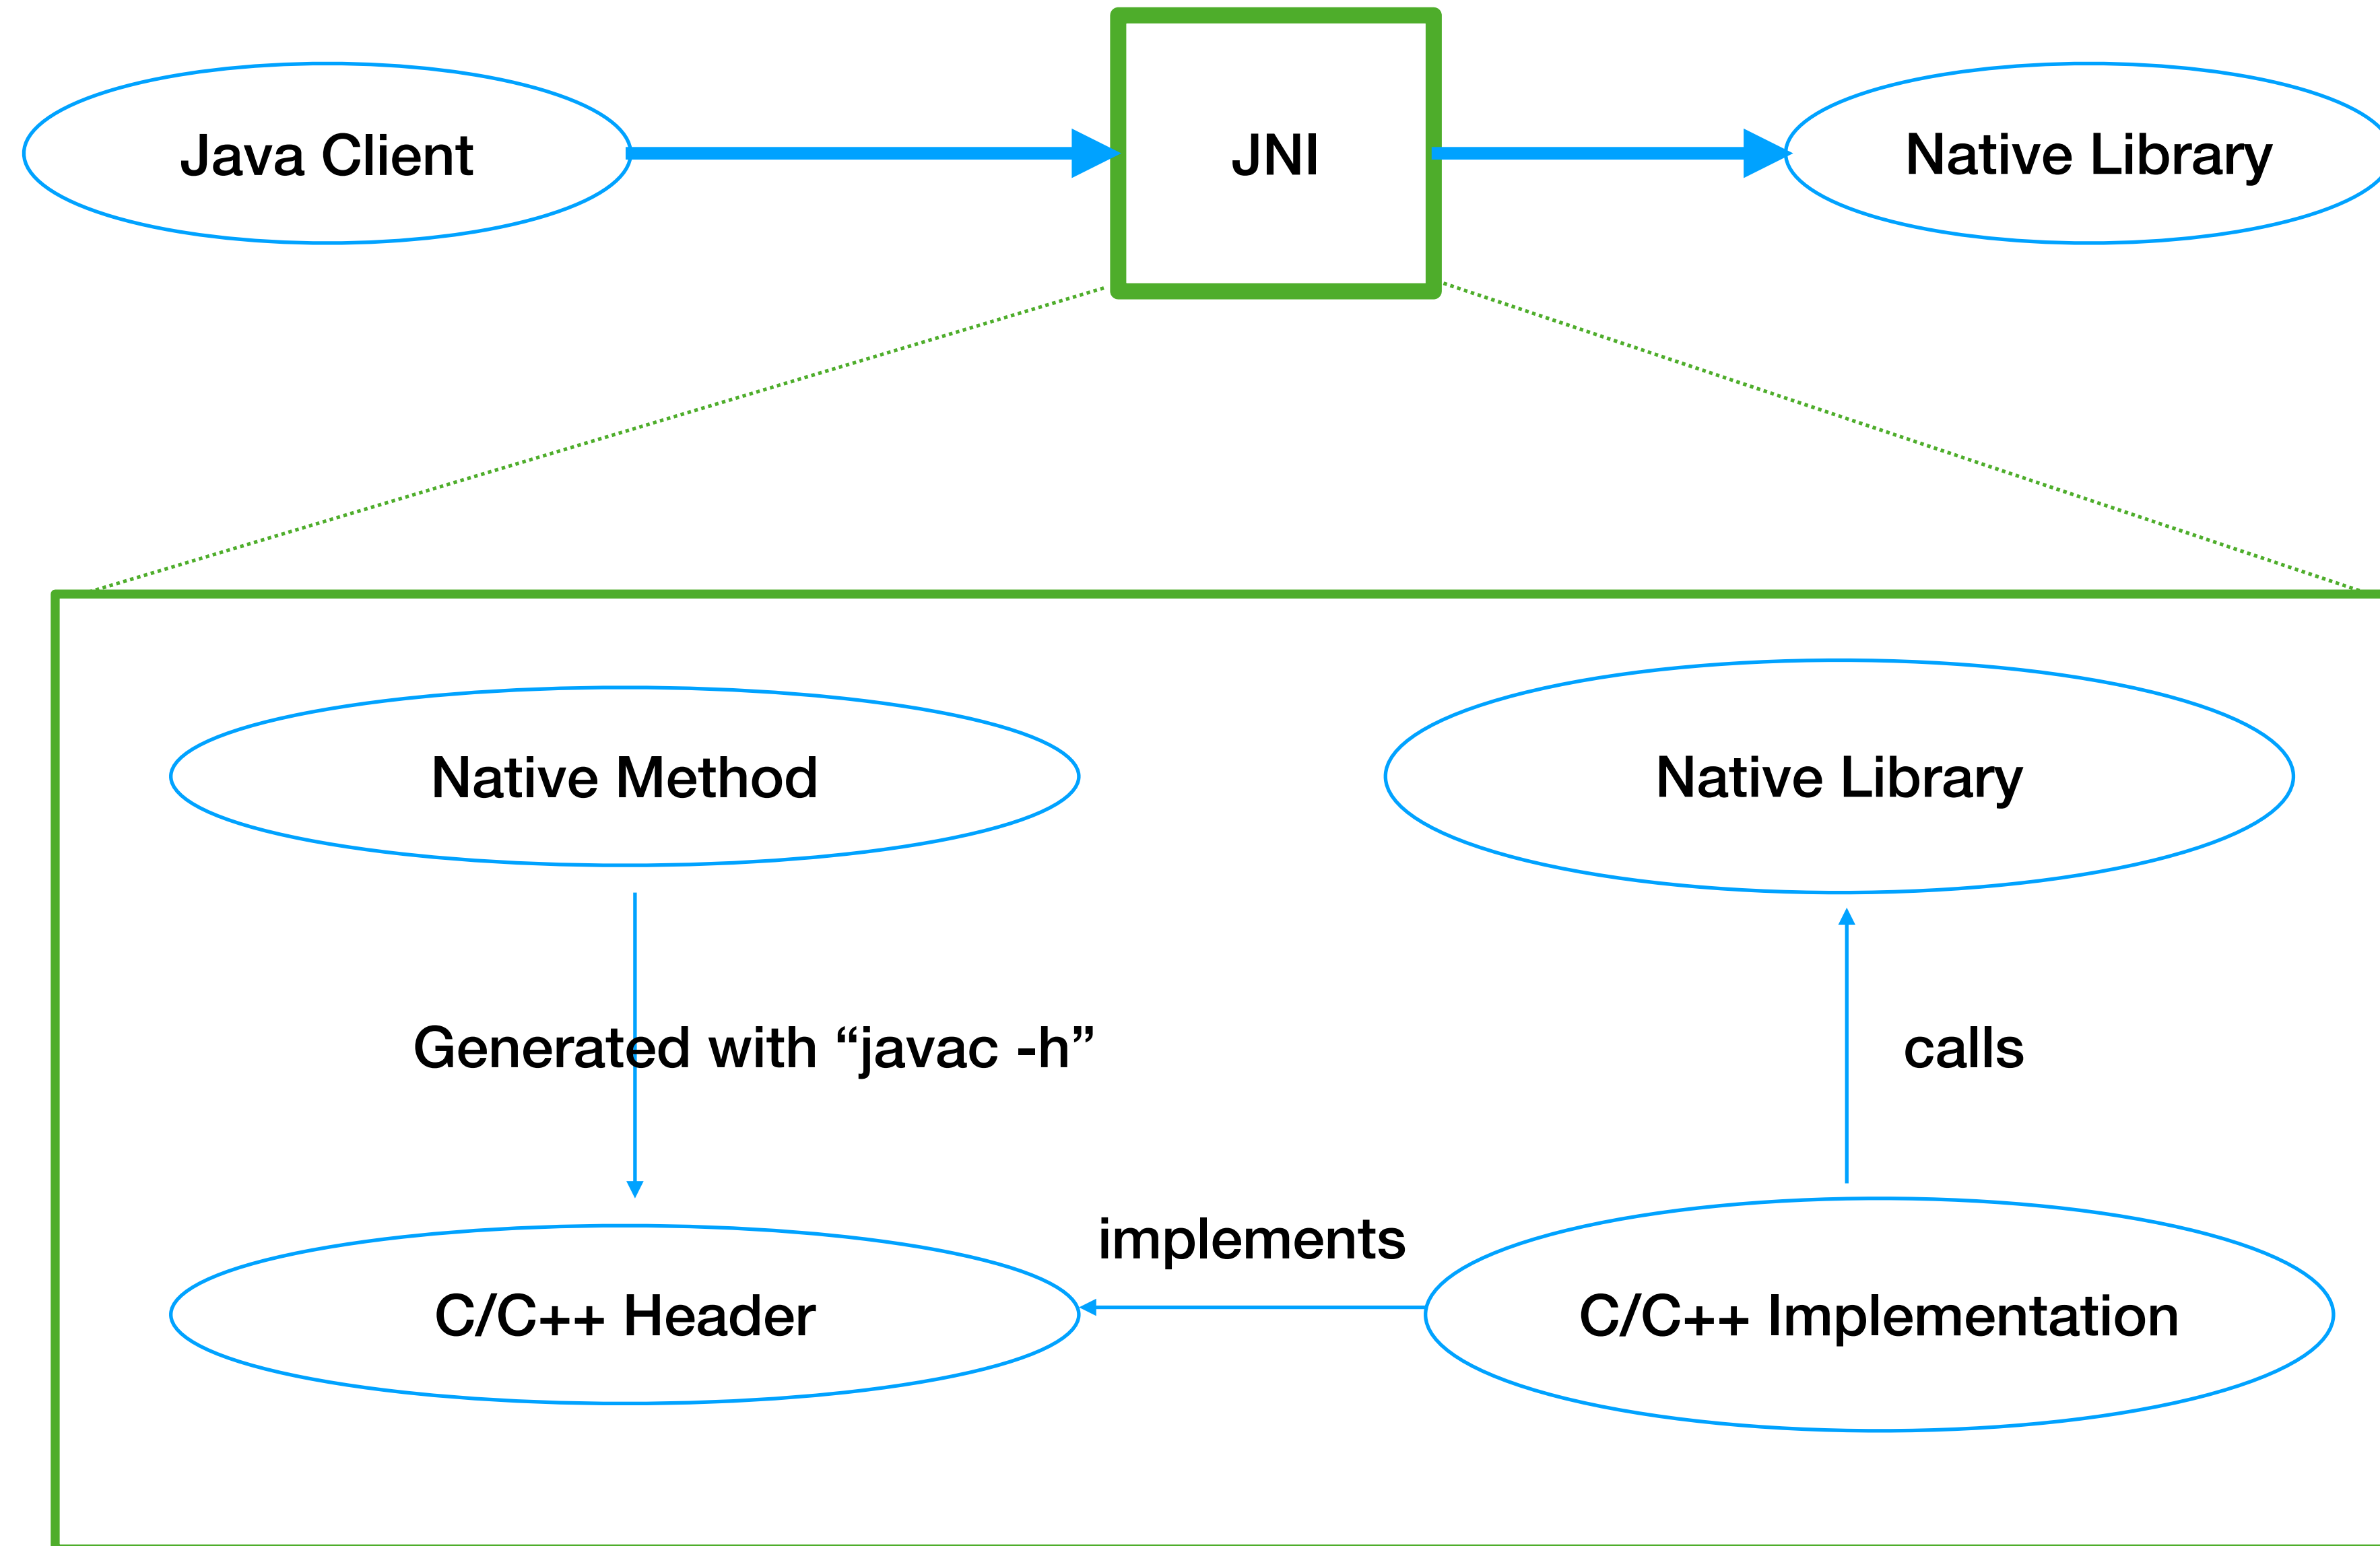 Java Client
JNI
Native Library
Native Method
Native Library
Generated with “javac -h”
calls
implements
C/C++ Header
C/C++ Implementation